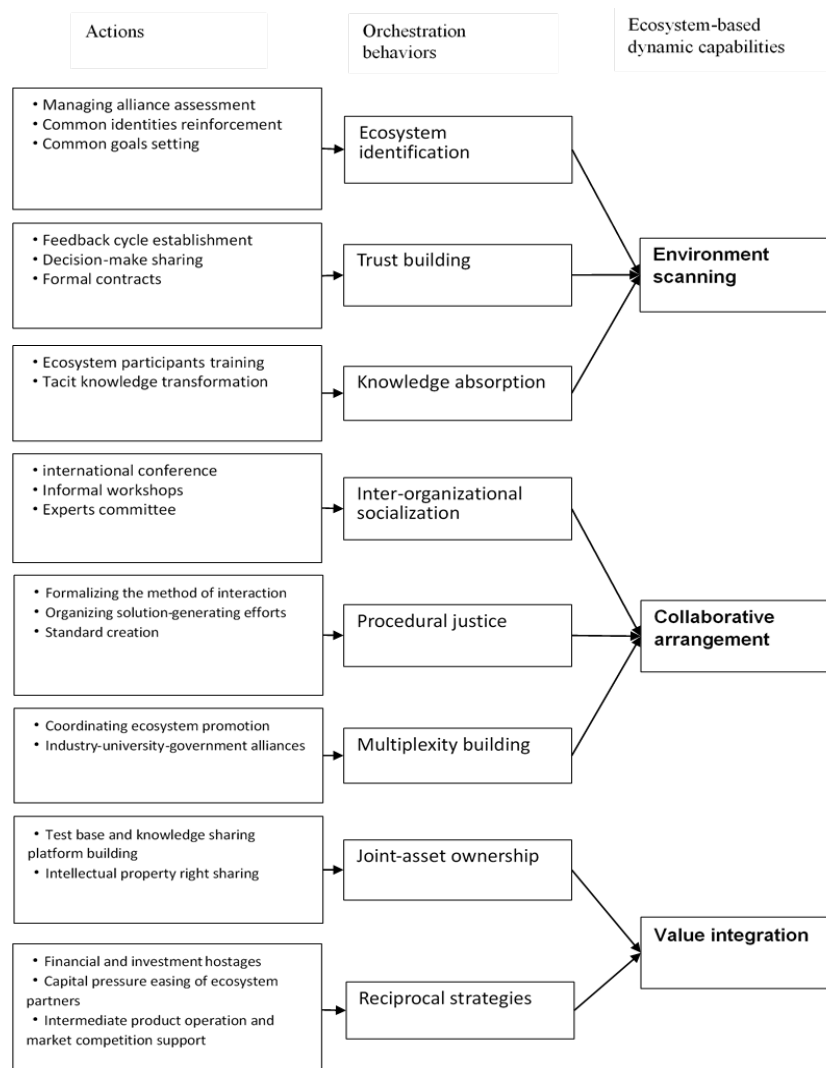 Actions
Orchestration
behaviors
Ecosystem-based
dynamic capabilities
• Managing alliance assessment
• Common identities reinforcement
• Common goals setting
Ecosystem
identification
• Feedback cycle establishment
• Decision-make sharing
• Formal contracts
Trust building
Environment
scanning
• Ecosystem participants training
• Tacit knowledge transformation
Knowledge absorption
• international conference
• Informal workshops
• Experts committee
Inter-organizational
socialization
• Formalizing the method of interaction
• Organizing solution-generating efforts
• Standard creation
Procedural justice
Collaborative
arrangement
• Coordinating ecosystem promotion
• Industry-university-government alliances
Multiplexity building
• Test base and knowledge sharing
platform building
• Intellectual property right sharing
Joint-asset ownership
Value integration
• Financial and investment hostages
• Capital pressure easing of ecosystem
partners
• Intermediate product operation and
market competition support
Reciprocal strategies